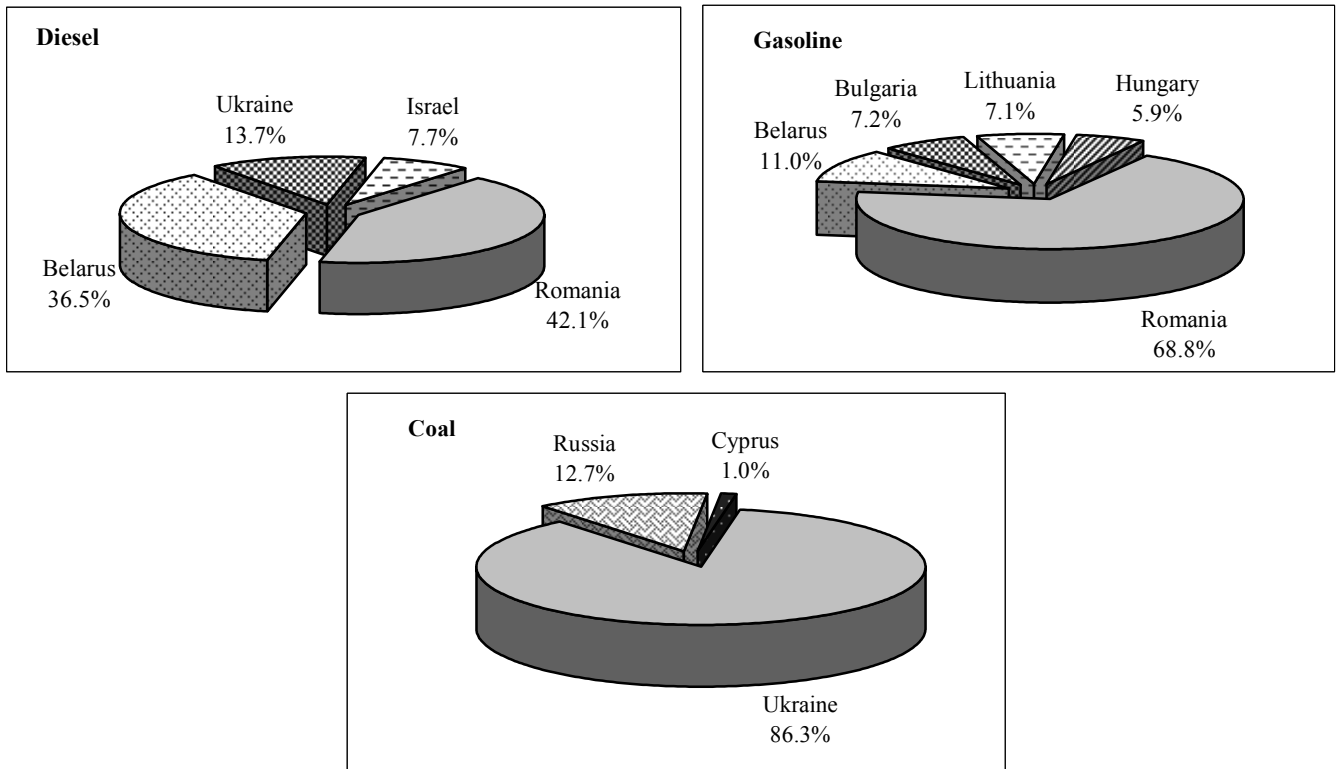 Diesel
Ukraine
13.7%
Israel
7.7%
Belarus
36.5%
Romania
42.1%
Gasoline
Belarus
11.0%
Bulgaria
7.2%
Lithuania
7.1%
Hungary
5.9%
Romania
68.8%
Coal
Russia
12.7%
Cyprus
1.0%
Ukraine
86.3%